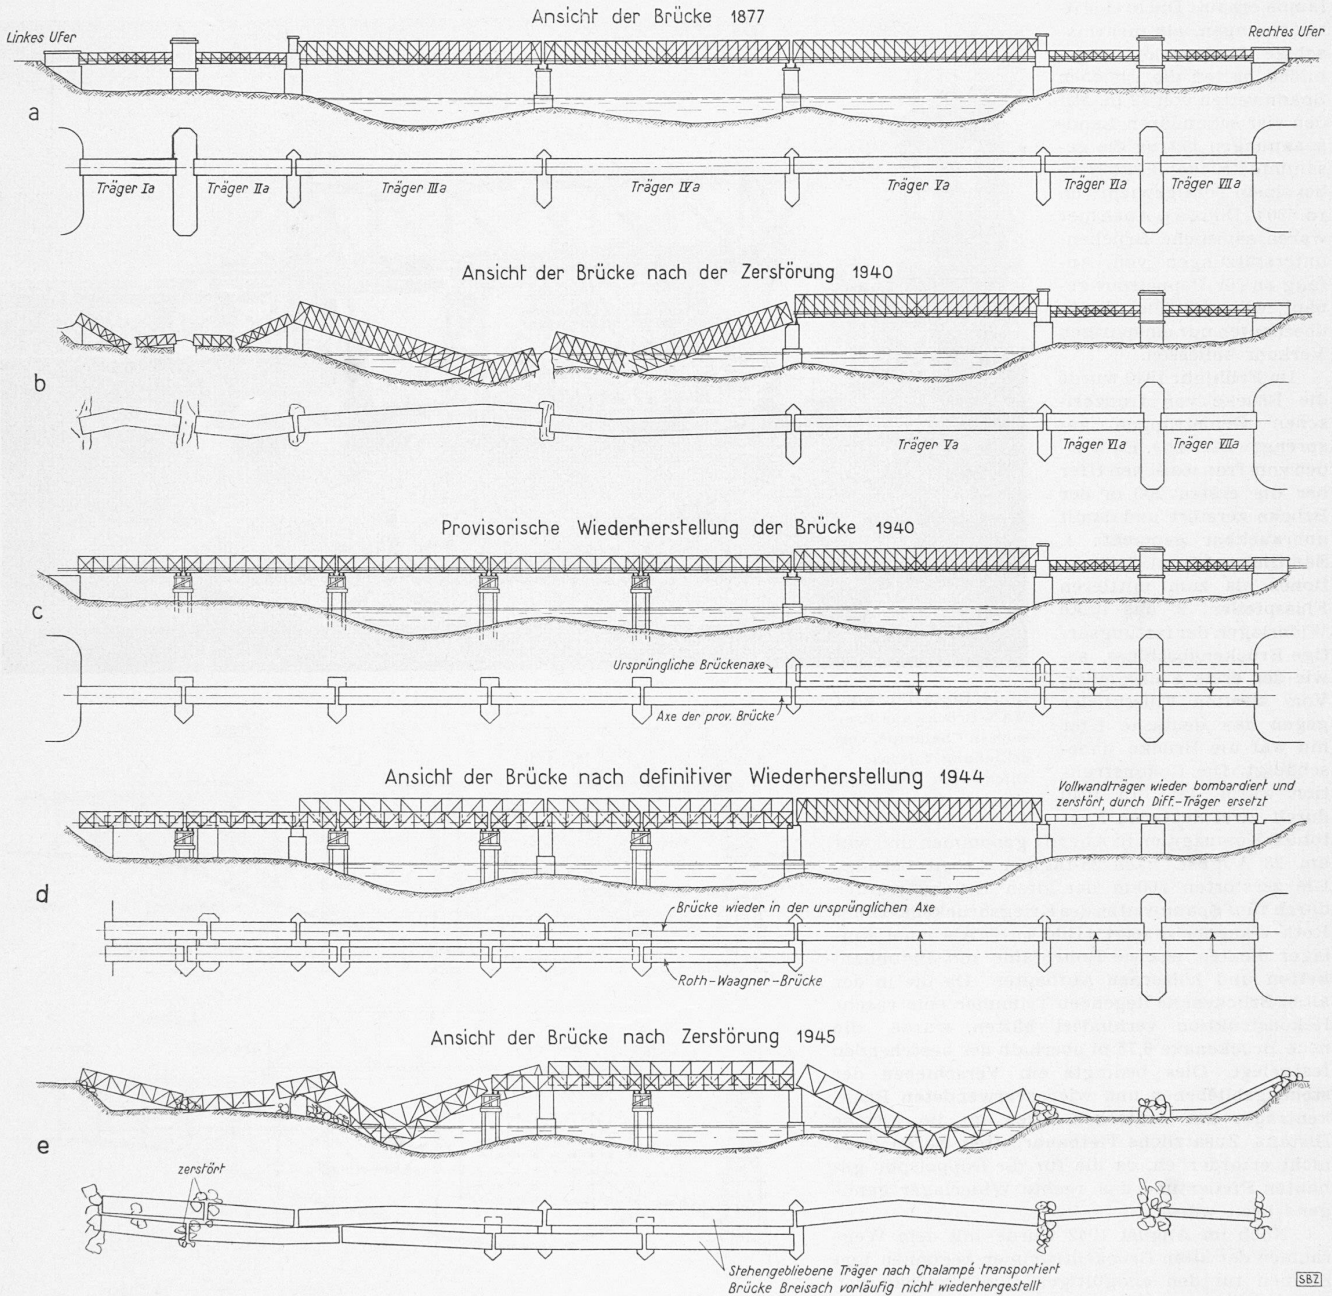 Ansicht der Brücke 1877
Linkes Ufer
Rechtes Ufer
a
Träger Ia
Träger IIa
Träger IIIa
Träger IVa
Träger Va
Träger VIa
Träger VIIa
Ansicht der Brücke nach der Zerstörung 1940
b
Träger Va
Träger VIa
Träger VIIa
Provisorische Wiederherstellung der Brücke 1940
c
Ursprüngliche Brückenaxe
Axe der prov. Brücke
Ansicht der Brücke nach definitiver Wiederherstellung 1944
Vollwandträger wieder bombardiert und
zerstört, durch Diff.-Träger ersetzt
d
Brücke wieder in der ursprünglichen Axe
Roth-Waagner-Brücke
Ansicht der Brücke nach Zerstörung 1945
e
zerstört
Stehengebliebene Träger nach Chalampé transportiert
Brücke Breisach vorläufig nicht wiederhergestellt
SBZ